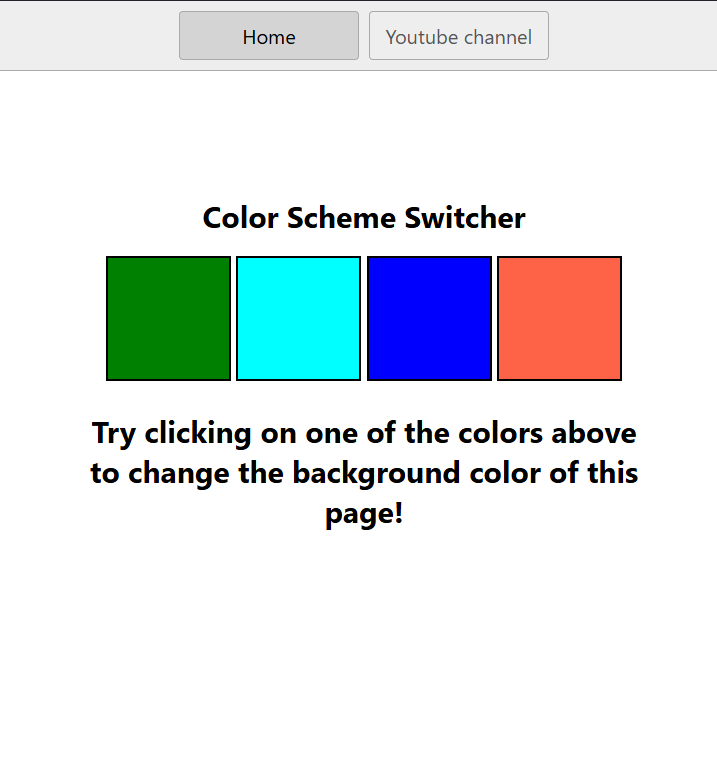 Home Youtube channel
Color Scheme Switcher
Try clicking on one of the colors above
to change the background color of this
page!